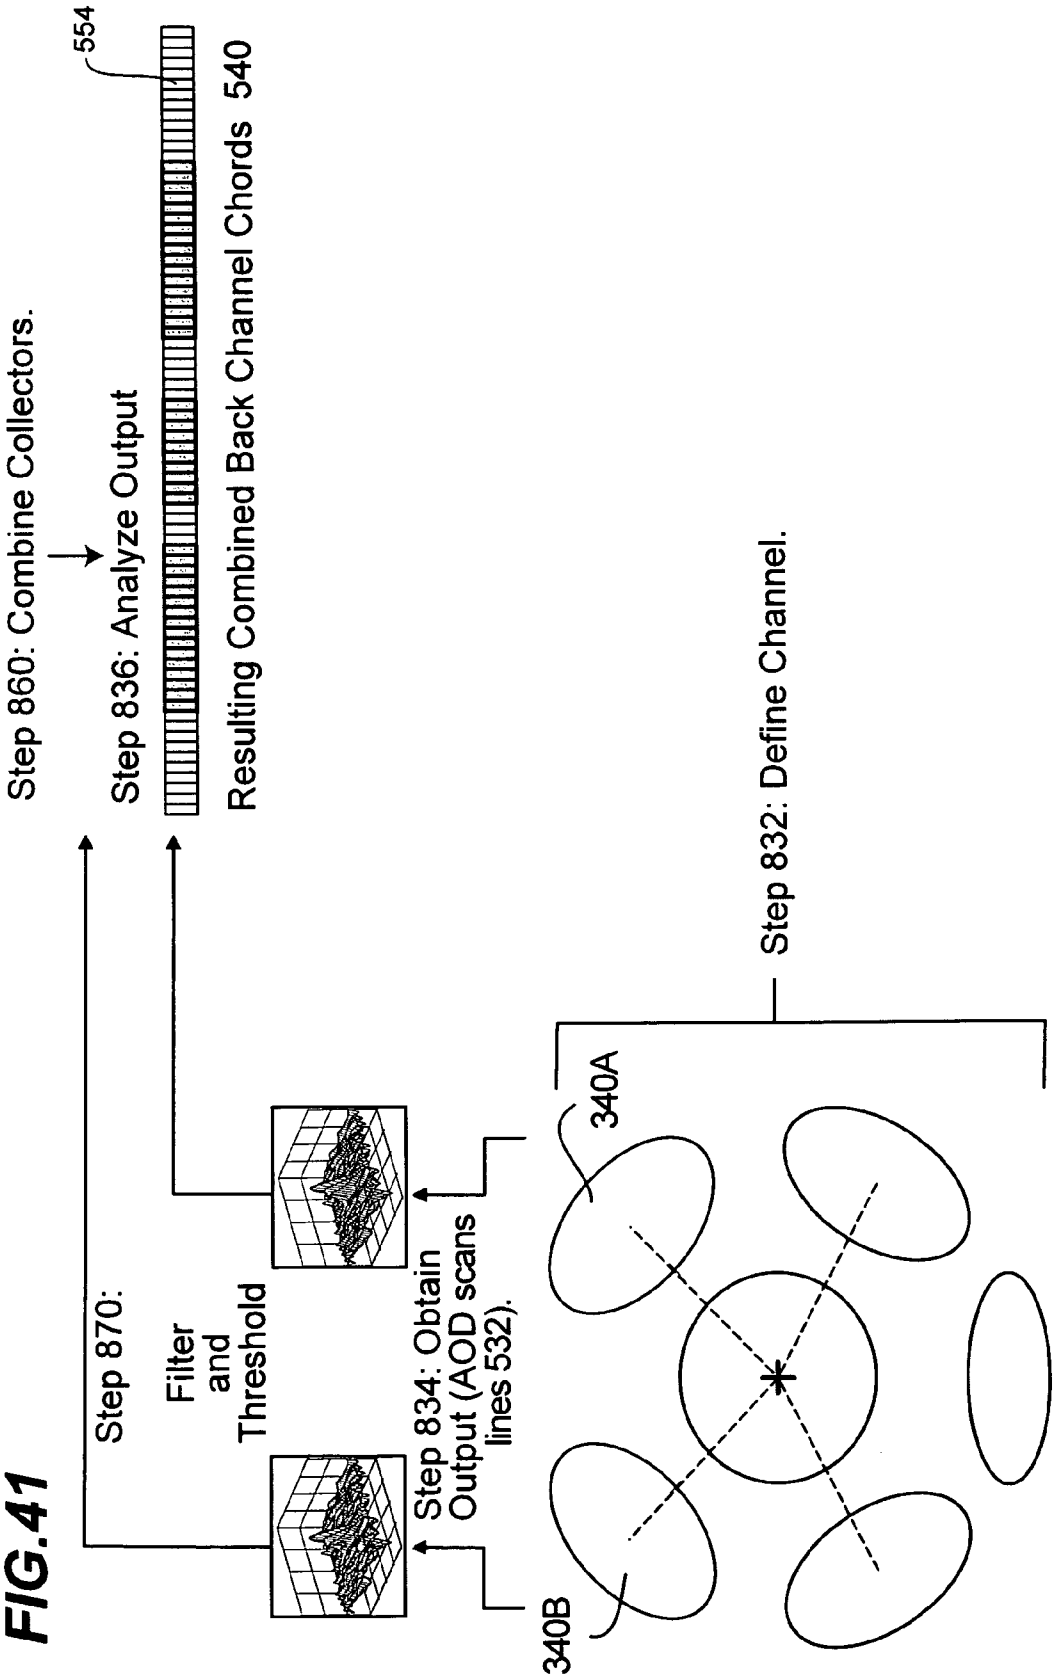 FIG.41
Step 860: Combine Collectors.
Step 836: Analyze Output
554
Resulting Combined Back Channel Chords 540
Step 870:
Filter
and
Threshold
Step 834: Obtain
Output (AOD scans
lines 532).
340B
340A
Step 832: Define Channel.